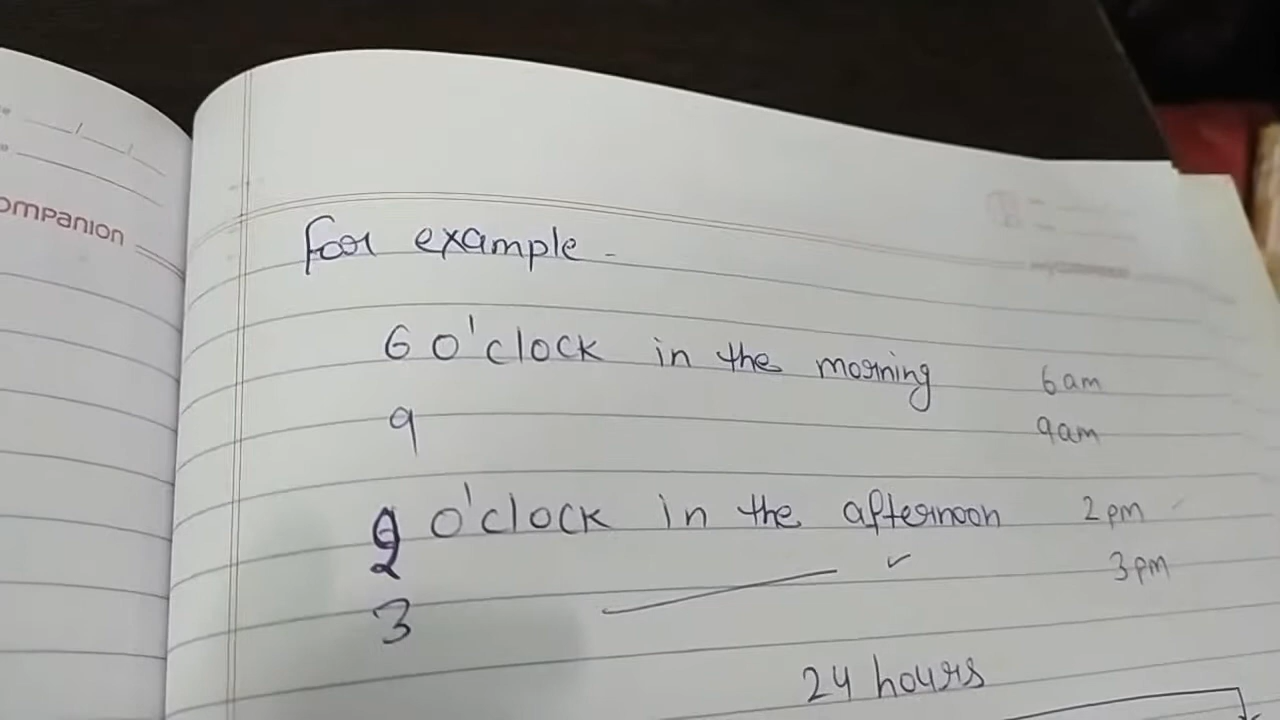 ompanion
For example -
6 o'clock in the morning 6am
9 9am
2 o'clock in the afternoon 2pm
3 3pm
24 hours